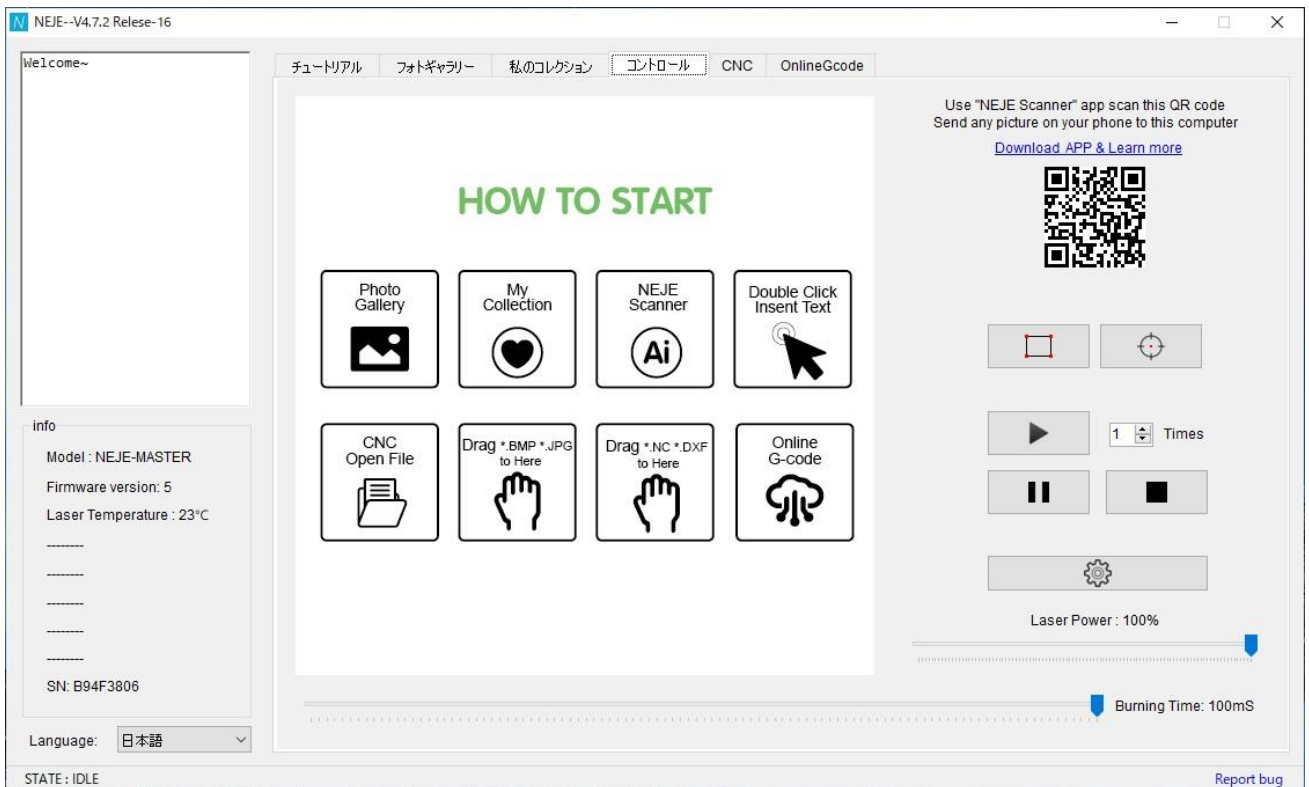 NEJE--V4.7.2 Relese-16
Welcome~
チュートリアル フォトギャラリー 私のコレクション コントロール CNC OnlineGcode
HOW TO START
Photo
Gallery
My
Collection
NEJE
Scanner
Ai
Double Click
Insent Text
CNC
Open File
Drag *.BMP *.JPG
to Here
Drag *.NC *.DXF
to Here
Online
G-code
Use "NEJE Scanner" app scan this QR code
Send any picture on your phone to this computer
Download APP & Learn more
1 Times
Laser Power : 100%
Burning Time: 100mS
info
Model : NEJE-MASTER
Firmware version: 5
Laser Temperature : 23℃
--------
--------
--------
--------
--------
SN: B94F3806
Language: 日本語
STATE : IDLE
Report bug